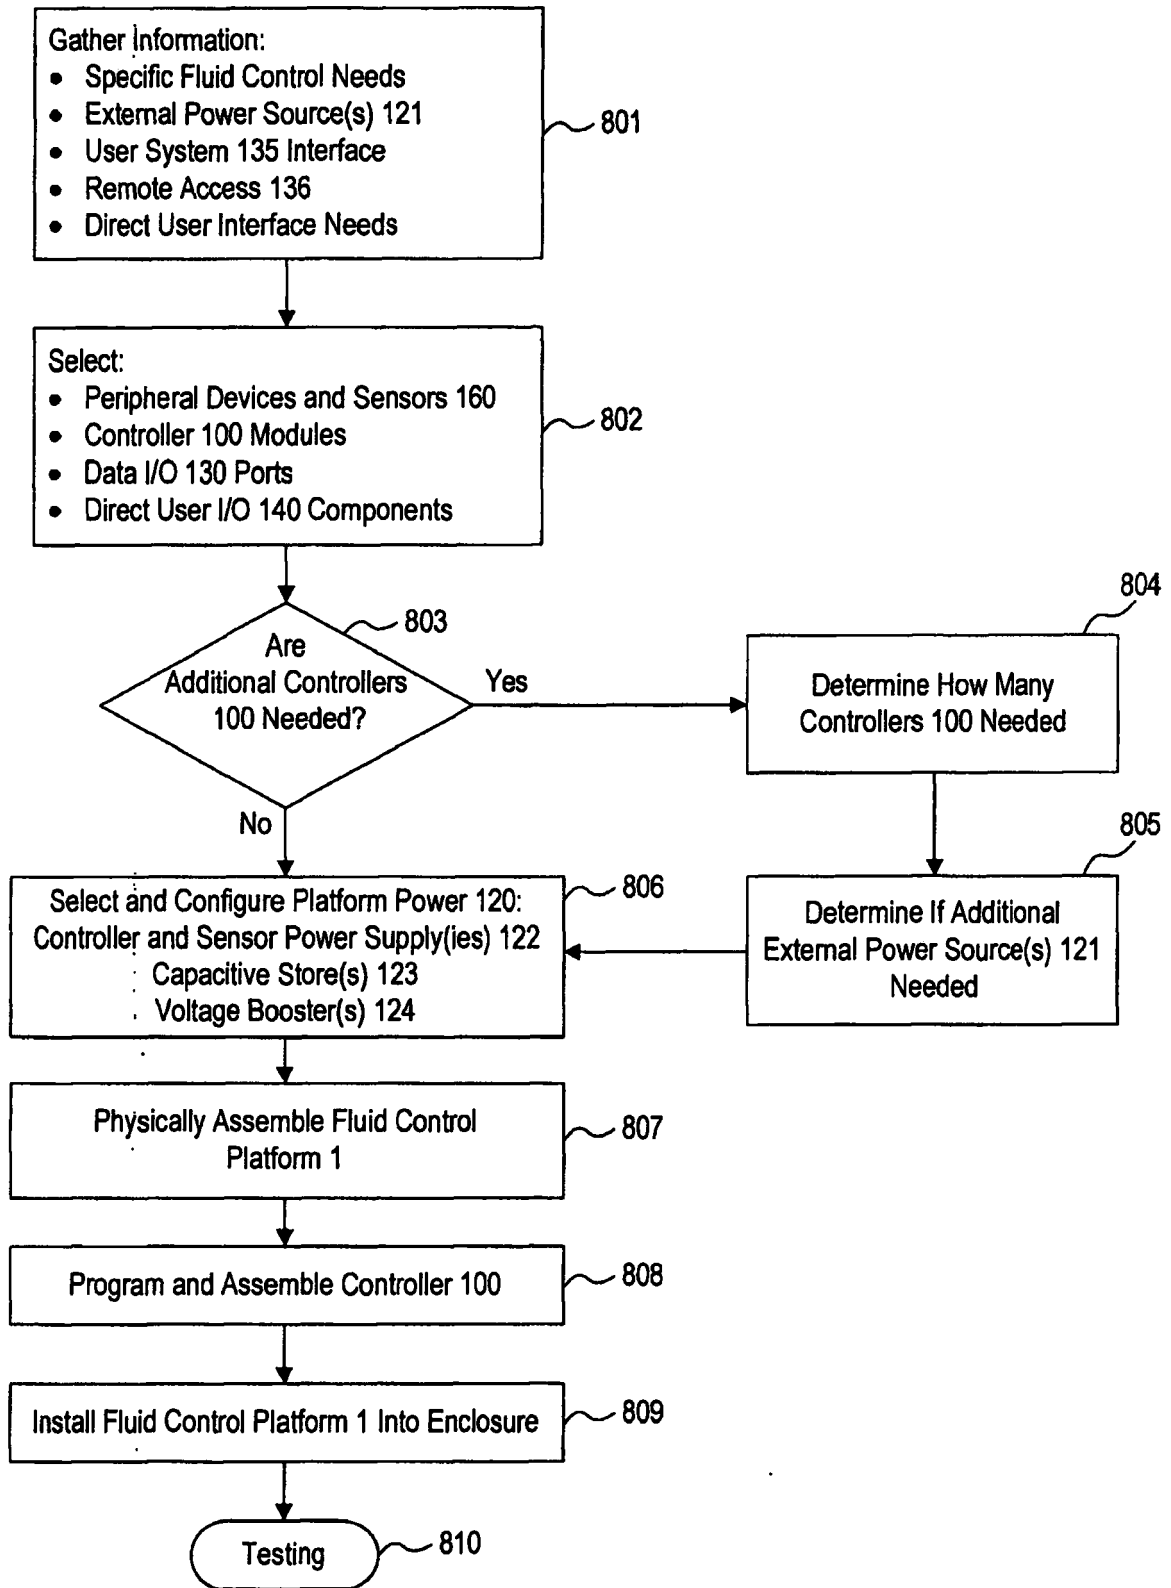 Gather Information:
• Specific Fluid Control Needs
• External Power Source(s) 121
• User System 135 Interface
• Remote Access 136
• Direct User Interface Needs
801
Select:
• Peripheral Devices and Sensors 160
• Controller 100 Modules
• Data I/O 130 Ports
• Direct User I/O 140 Components
802
803
Are
Additional Controllers
100 Needed?
Yes
No
804
Determine How Many
Controllers 100 Needed
805
Determine If Additional
External Power Source(s) 121
Needed
Select and Configure Platform Power 120:
Controller and Sensor Power Supply(ies) 122
Capacitive Store(s) 123
Voltage Booster(s) 124
806
Physically Assemble Fluid Control
Platform 1
807
Program and Assemble Controller 100
808
Install Fluid Control Platform 1 Into Enclosure
809
Testing
810